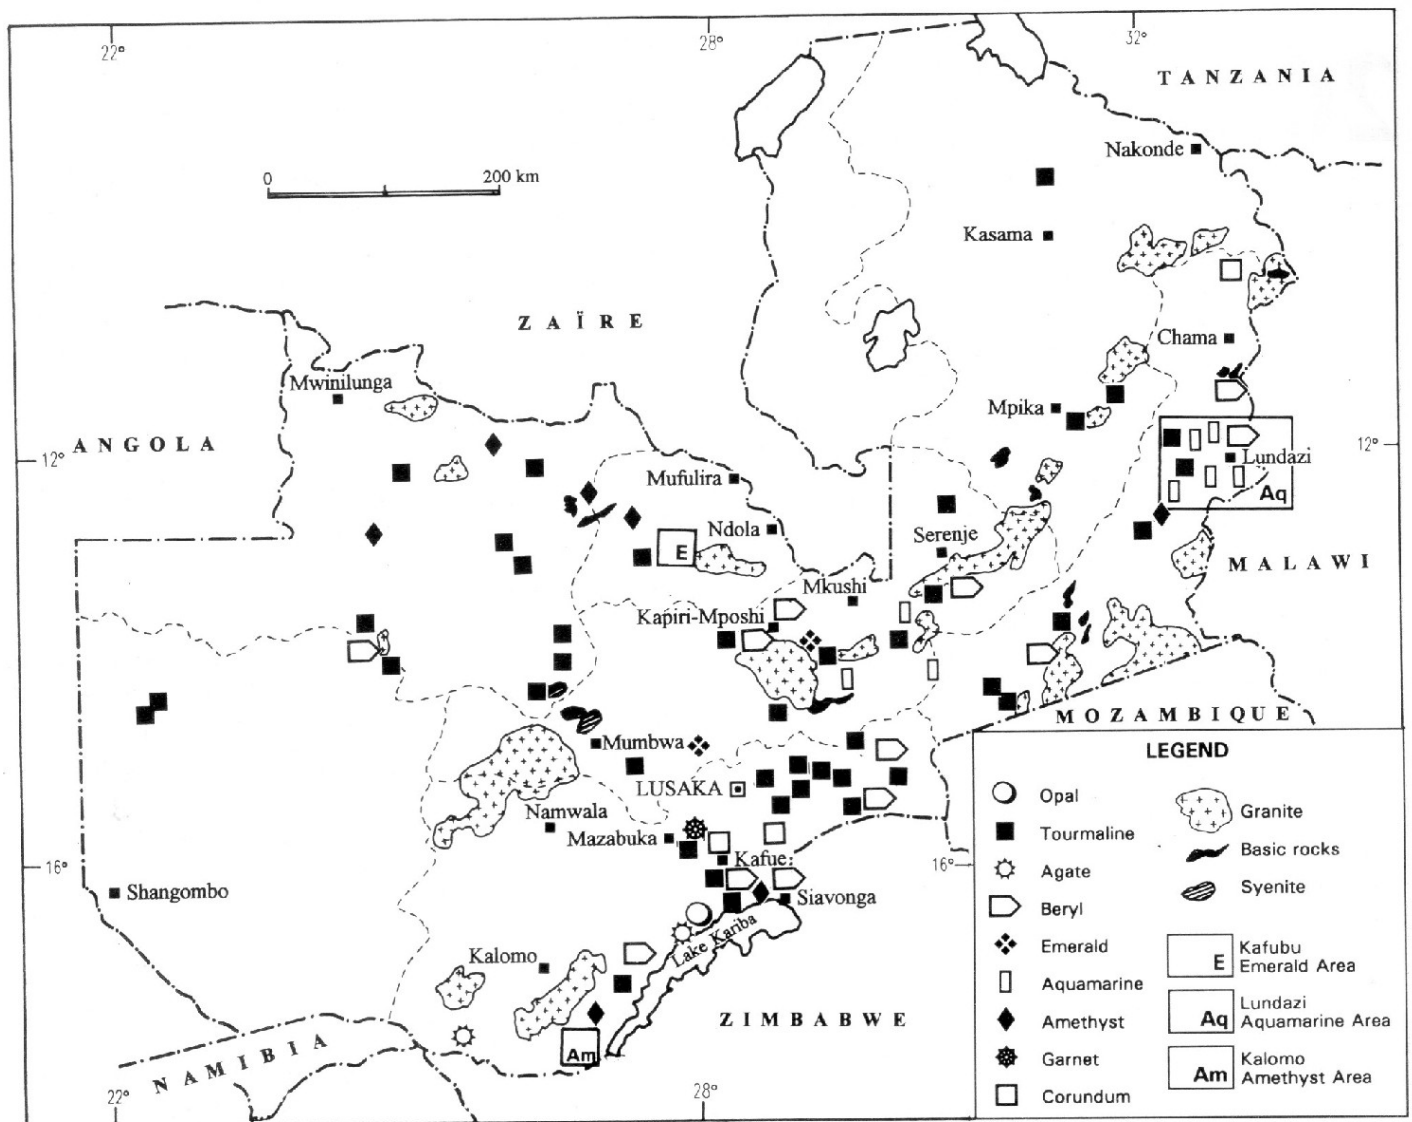 22°
28°
32°
TANZANIA
Nakonde
0
200 km
Kasama
ZAÏRE
Chama
Mwinilunga
Mpika
ANGOLA
12°
12°
Mufulira
Lundazi
Aq
Ndola
Serenje
E
MALAWI
Mkushi
Kapiri-Mposhi
MOZAMBIQUE
Mumbwa
LUSAKA
Namwala
Mazabuka
Kafue
16°
16°
Shangombo
Siavonga
Lake Kariba
Kalomo
ZIMBABWE
Am
NAMIBIA
22°
28°
LEGEND
Opal
Tourmaline
Agate
Beryl
Emerald
Aquamarine
Amethyst
Garnet
Corundum
Granite
Basic rocks
Syenite
E
Kafubu
Emerald Area
Aq
Lundazi
Aquamarine Area
Am
Kalomo
Amethyst Area